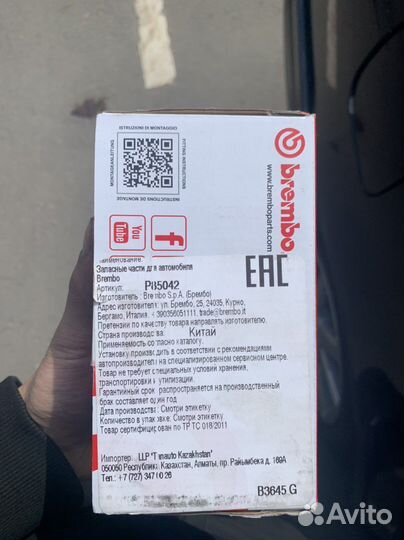 ISTRUZIONI DI MONTAGGIO
MONTAGEANLEITUNG
FITTING INSTRUCTIONS
INSTRUCTIONS DE MONTAGE
brembo
www.bremboparts.com
You
Tube
f
Наименование:
Запасные части для автомобиля
Brembo
EAC
Артикул: P85042
Изготовитель: Brembo S.p.A. (Брембо)
Адрес изготовителя: ул. Брембо, 25, 24035, Курно,
Бергамо, Италия, + 390356051111, trade@brembo.it
Претензии по качеству товара направлять изготовителю.
Страна производства: Китай
Применяемость согласно каталогу.
Установку производить в соответствии с рекомендациями
автопроизводителя на специализированном сервисном центре.
Товар не требует специальных условий хранения,
транспортировки и утилизации.
Гарантийный срок распространяется на производственный
брак составляет один год
Дата производства: Смотри этикетку
Количество в упаковке: Смотри этикетку
Товар сертифицирован по ТР ТС 018/2011
Импортер: LLP "Tinauto Kazakhstan"
050050 Республика Казахстан, Алматы, пр. Райымбека д. 169А
Тел.: +7 (727) 347 10 26
B3645 G
Avito